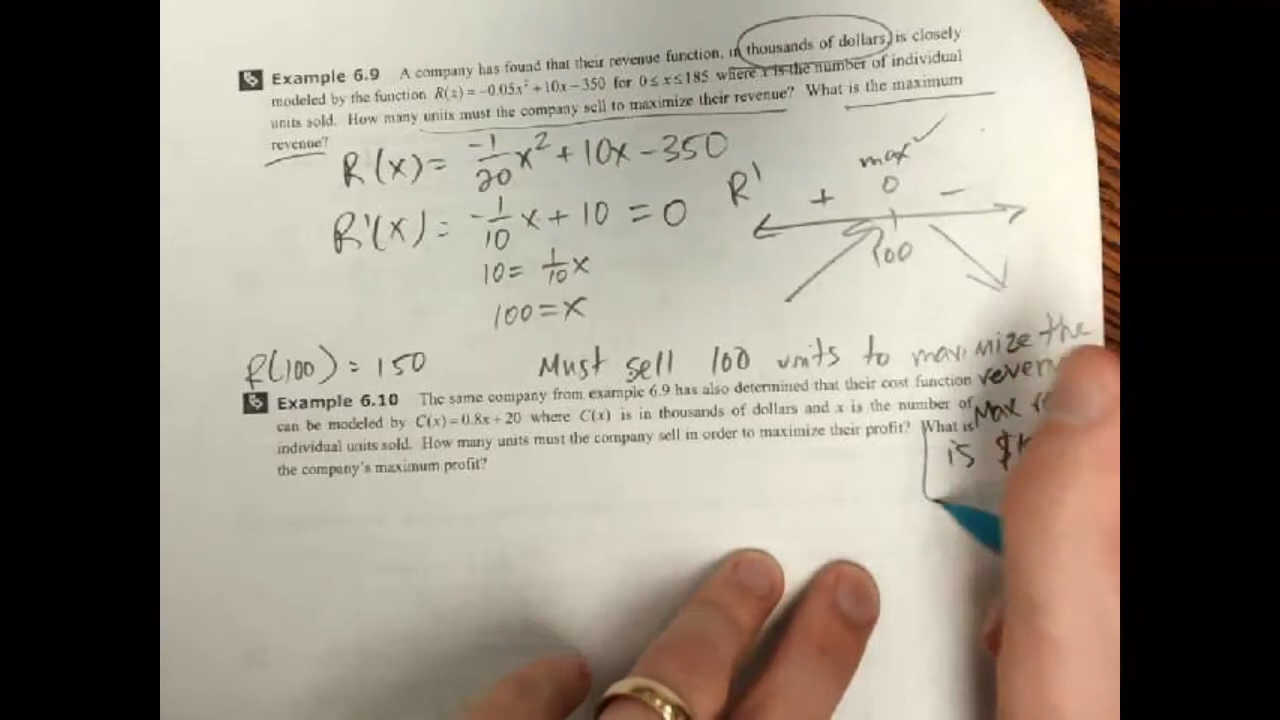 Example 6.9 A company has found that their revenue function, in thousands of dollars, is closely
modeled by the function R(x) = -0.05x² + 10x - 350 for 0 ≤ x ≤ 185 where x is the number of individual
units sold. How many units must the company sell to maximize their revenue? What is the maximum
revenue?
R(x) = -1/20 x² + 10x - 350
R'(x) = -1/10 x + 10 = 0
10 = 1/10 x
100 = x
R'
max ✓
+ 0 -
100
R(100) = 150 Must sell 100 units to maximize the
Max
is $
Example 6.10 The same company from example 6.9 has also determined that their cost function
can be modeled by C(x) = 0.8x + 20 where C(x) is in thousands of dollars and x is the number of
individual units sold. How many units must the company sell in order to maximize their profit? What is
the company's maximum profit?